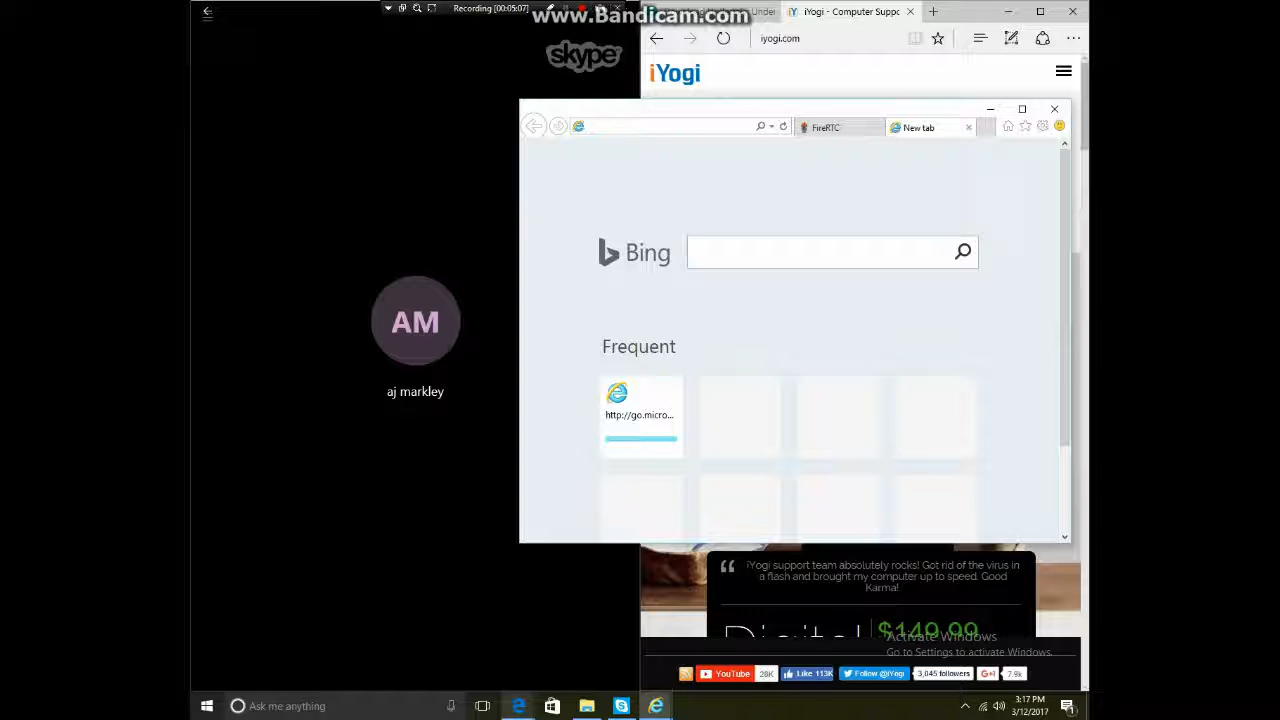 Recording [00:05:07]
www.Bandicam.com
iYogi - Computer Suppo
iyogi.com
skype
iYogi
FireRTC
New tab
Bing
AM
aj markley
Frequent
http://go.micro...
iYogi support team absolutely rocks! Got rid of the virus in
a flash and brought my computer up to speed. Good
Karma!
Digital $149.99
Activate Windows
Go to Settings to activate Windows.
YouTube 28K Like 113K Follow @iYogi 3,045 followers G+1 7.9k
Ask me anything
3:17 PM
3/12/2017